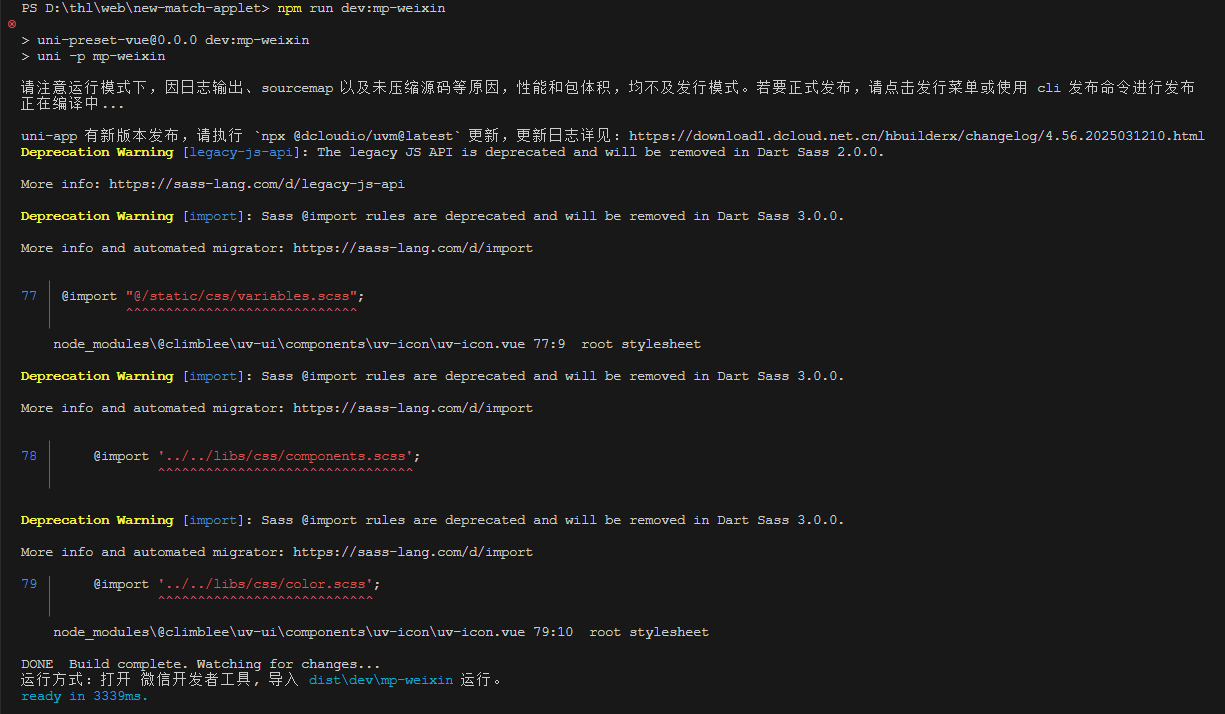 PS D:\thl\web\new-match-applet> npm run dev:mp-weixin
> uni-preset-vue@0.0.0 dev:mp-weixin
> uni -p mp-weixin
请注意运行模式下，因日志输出、sourcemap 以及未压缩源码等原因，性能和包体积，均不及发行模式。若要正式发布，请点击发行菜单或使用 cli 发布命令进行发布
正在编译中...
uni-app 有新版本发布，请执行 `npx @dcloudio/uvm@latest` 更新，更新日志详见：https://download1.dcloud.net.cn/hbuilderx/changelog/4.56.2025031210.html
Deprecation Warning [legacy-js-api]: The legacy JS API is deprecated and will be removed in Dart Sass 2.0.0.
More info: https://sass-lang.com/d/legacy-js-api
Deprecation Warning [import]: Sass @import rules are deprecated and will be removed in Dart Sass 3.0.0.
More info and automated migrator: https://sass-lang.com/d/import
77 │ @import "@/static/css/variables.scss";
^^^^^^^^^^^^^^^^^^^^^^^^^^^^^
node_modules\@climblee\uv-ui\components\uv-icon\uv-icon.vue 77:9  root stylesheet
Deprecation Warning [import]: Sass @import rules are deprecated and will be removed in Dart Sass 3.0.0.
More info and automated migrator: https://sass-lang.com/d/import
78 │ @import '../../libs/css/components.scss';
^^^^^^^^^^^^^^^^^^^^^^^^^^^^^^^^
Deprecation Warning [import]: Sass @import rules are deprecated and will be removed in Dart Sass 3.0.0.
More info and automated migrator: https://sass-lang.com/d/import
79 │ @import '../../libs/css/color.scss';
^^^^^^^^^^^^^^^^^^^^^^^^^^^
node_modules\@climblee\uv-ui\components\uv-icon\uv-icon.vue 79:10  root stylesheet
DONE  Build complete. Watching for changes...
运行方式：打开 微信开发者工具, 导入 dist\dev\mp-weixin 运行。
ready in 3339ms.